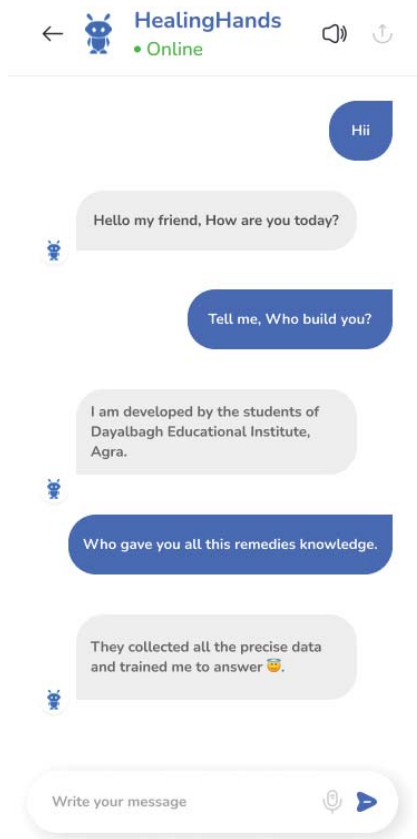 HealingHands
Online
Hii
Hello my friend, How are you today?
Tell me, Who build you?
I am developed by the students of
Dayalbagh Educational Institute,
Agra.
Who gave you all this remedies knowledge.
They collected all the precise data
and trained me to answer 😇.
Write your message